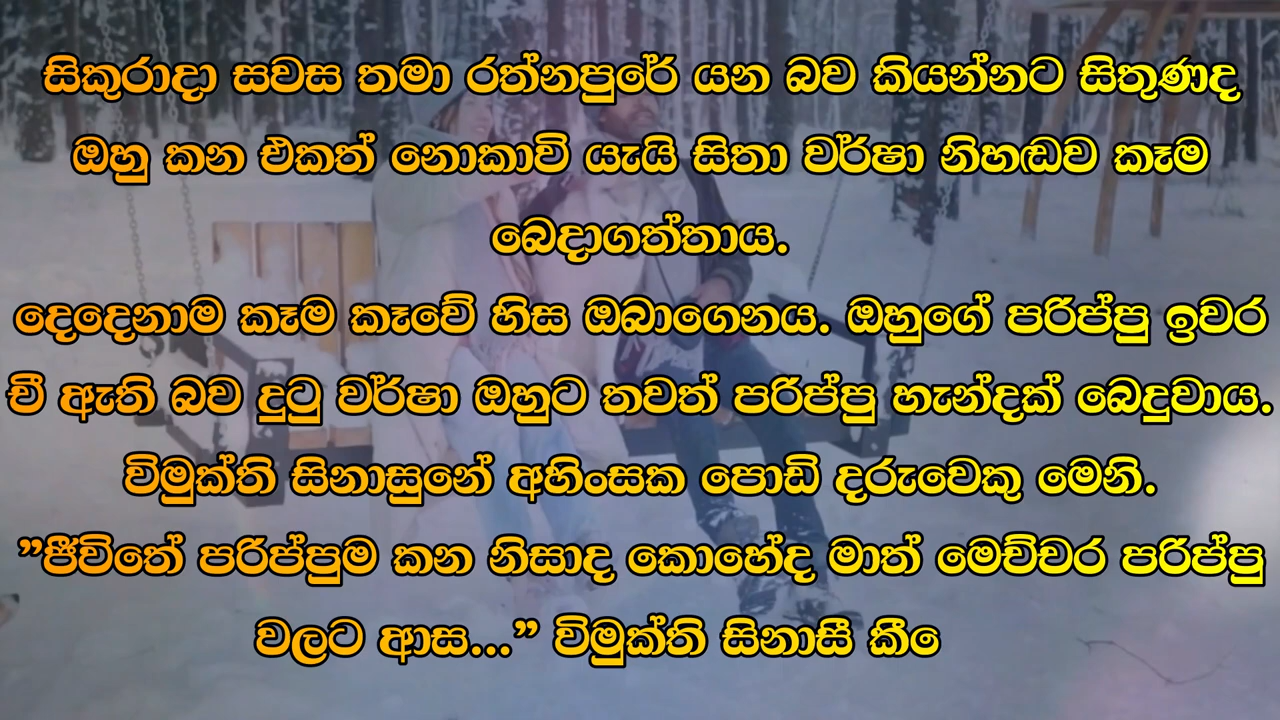 සිකුරාදා සවස තමා රත්නපුරේ යන බව කියන්නට සිතුණද
ඔහු කන එකත් නොකාවි යැයි සිතා වර්ෂා නිහඬව කෑම
බෙදාගත්තාය.
දෙදෙනාම කෑම කෑවේ හිස ඔබාගෙනය. ඔහුගේ පරිප්පු ඉවර
වී ඇති බව දුටු වර්ෂා ඔහුට තවත් පරිප්පු හැන්දක් බෙදුවාය.
විමුක්ති සිනාසුනේ අහිංසක පොඩි දරුවෙකු මෙනි.
”ජීවිතේ පරිප්පුම කන නිසාද කොහේද මාත් මෙච්චර පරිප්පු
වලට ආස...” විමුක්ති සිනාසී කීෙ